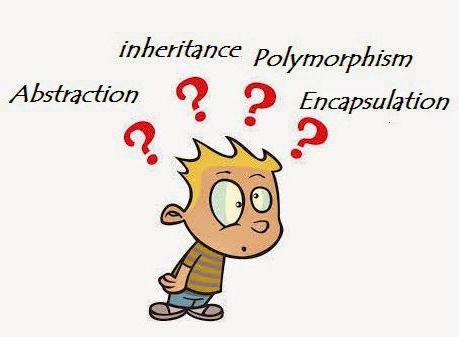 inheritance
Polymorphism
Abstraction
Encapsulation
? ? ? ?